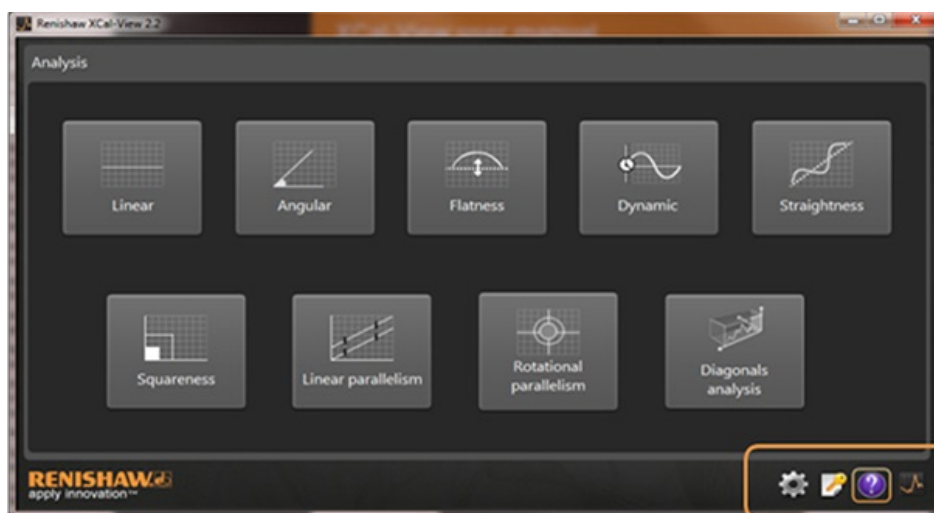 Renishaw XCal-View 2.2
Analysis
Linear
Angular
Flatness
Dynamic
Straightness
Squareness
Linear parallelism
Rotational
parallelism
Diagonals
analysis
RENISHAW
apply innovation™